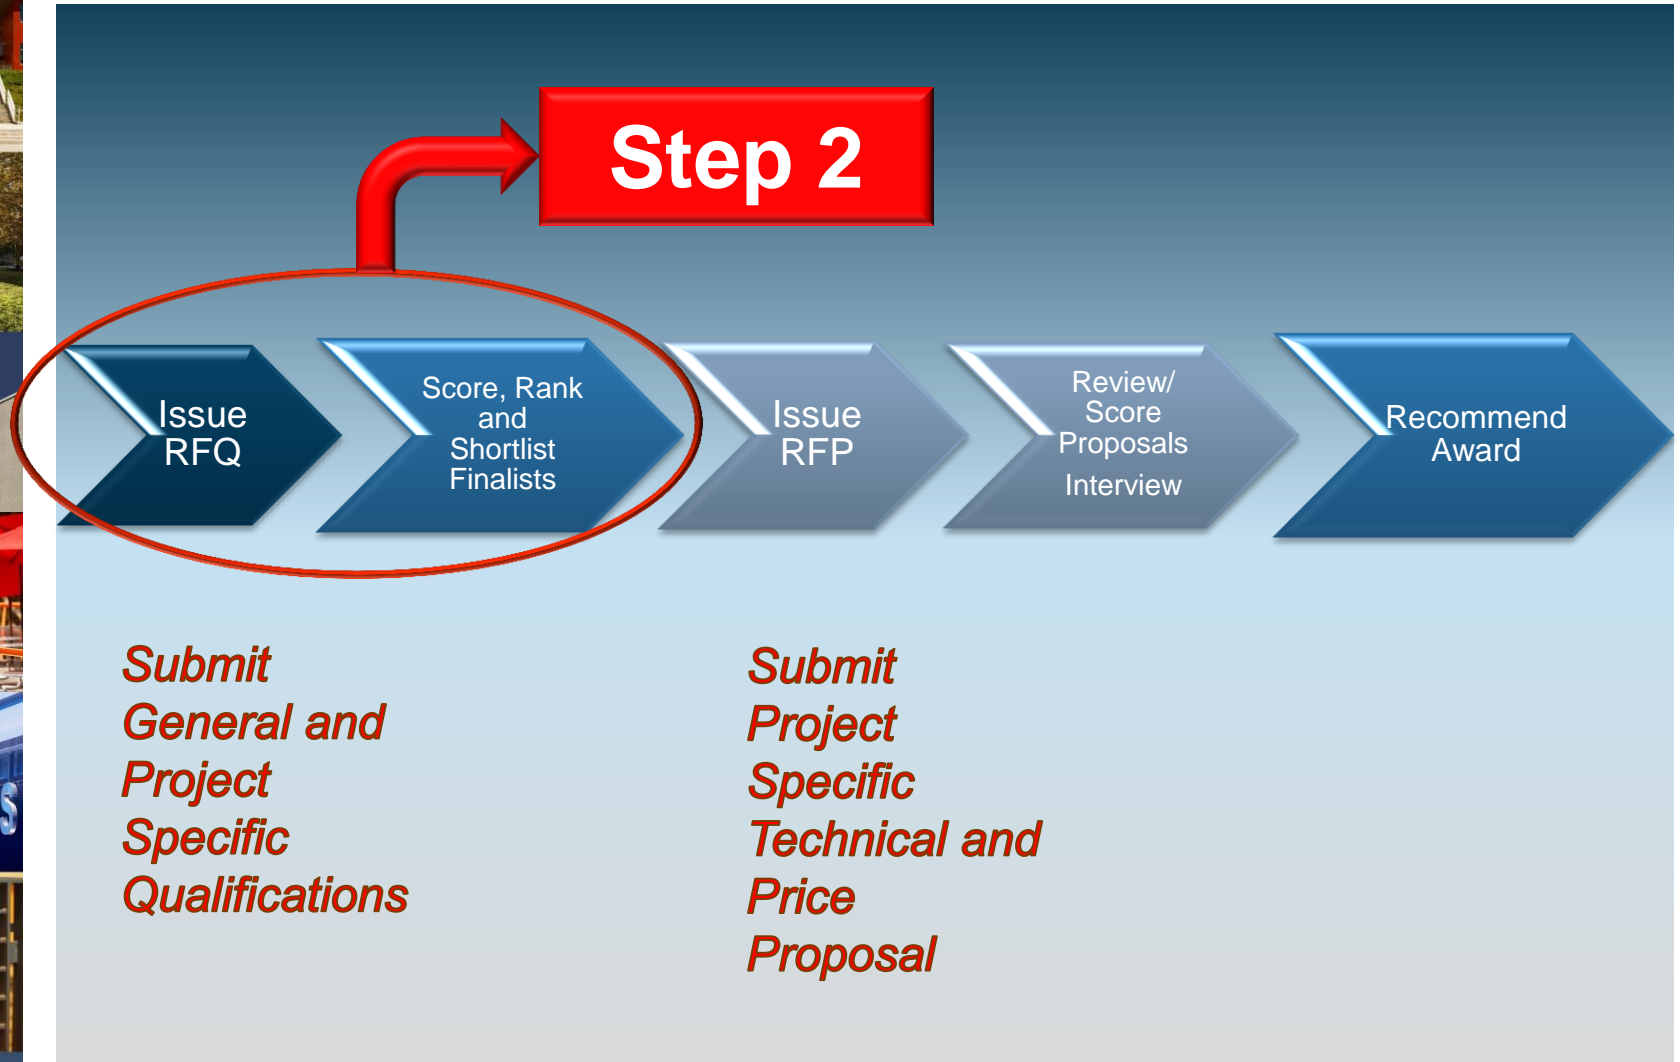 Step 2
Issue
RFQ
Score, Rank
and
Shortlist
Finalists
Issue
RFP
Review/
Score
Proposals
Interview
Recommend
Award
Submit
General and
Project
Specific
Qualifications
Submit
Project
Specific
Technical and
Price
Proposal
S